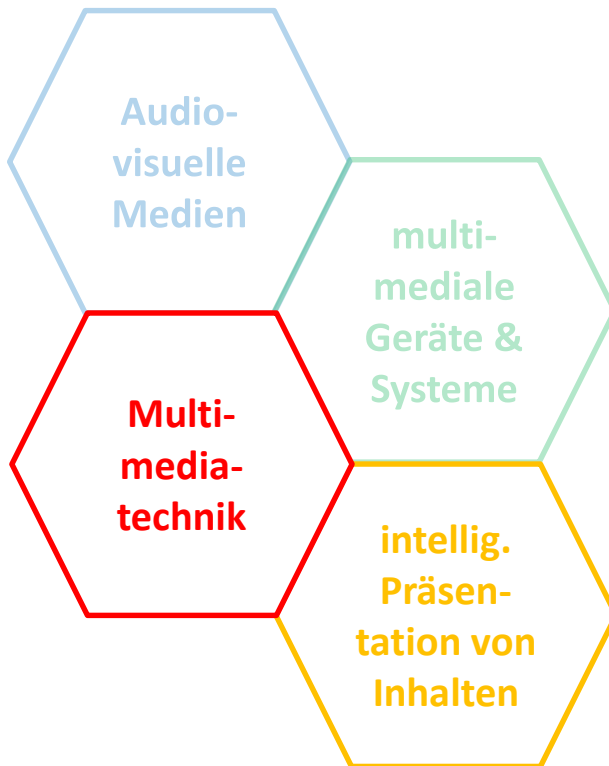 Audio-
visuelle
Medien
multi-
mediale
Geräte &
Systeme
Multi-
media-
technik
intellig.
Präsen-
tation von
Inhalten